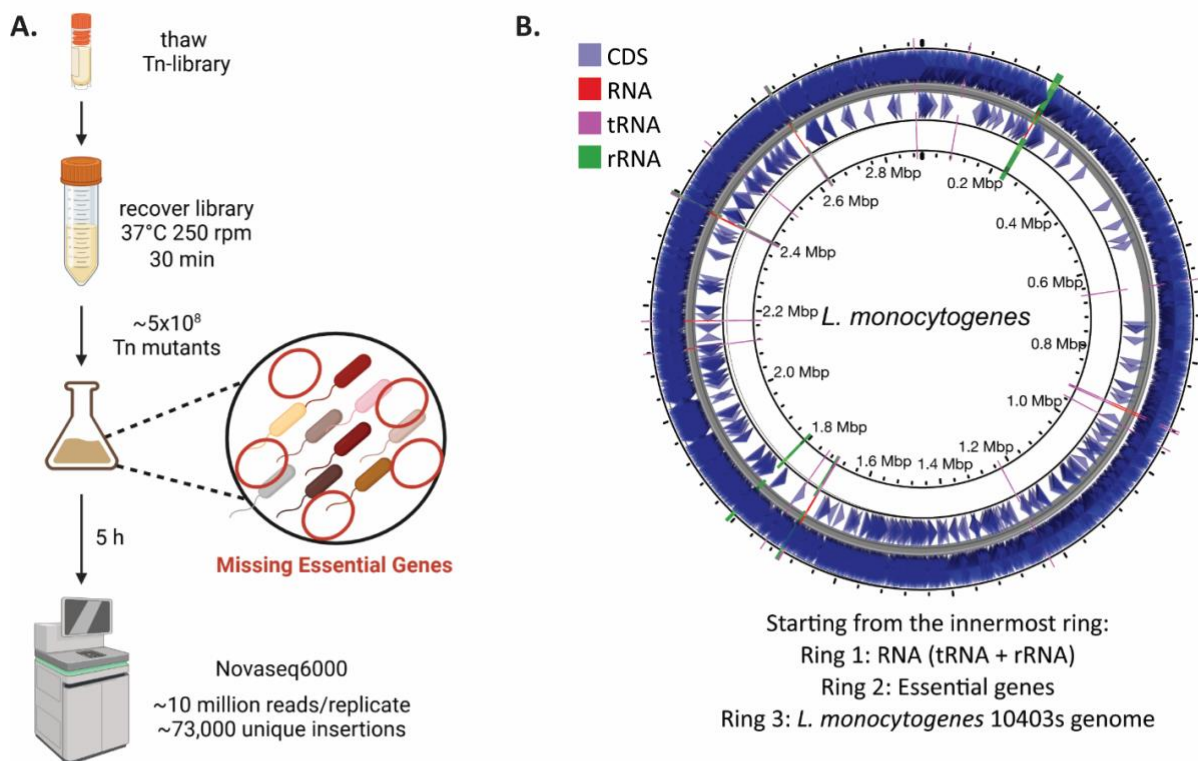 A.
thaw
Tn-library
recover library
37°C 250 rpm
30 min
~5x10⁸
Tn mutants
5 h
Missing Essential Genes
Novaseq6000
~10 million reads/replicate
~73,000 unique insertions
B.
CDS
RNA
tRNA
rRNA
0.2 Mbp
0.4 Mbp
0.6 Mbp
0.8 Mbp
1.0 Mbp
1.2 Mbp
1.4 Mbp
1.6 Mbp
1.8 Mbp
2.0 Mbp
2.2 Mbp
2.4 Mbp
2.6 Mbp
2.8 Mbp
L. monocytogenes
Starting from the innermost ring:
Ring 1: RNA (tRNA + rRNA)
Ring 2: Essential genes
Ring 3: L. monocytogenes 10403s genome